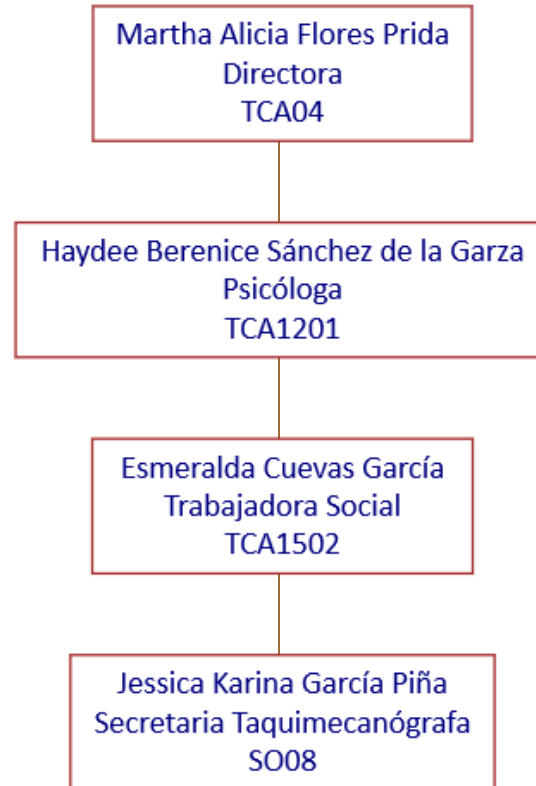 Martha Alicia Flores Prida
Directora
TCA04
Haydee Berenice Sánchez de la Garza
Psicóloga
TCA1201
Esmeralda Cuevas García
Trabajadora Social
TCA1502
Jessica Karina García Piña
Secretaria Taquimecanógrafa
SO08